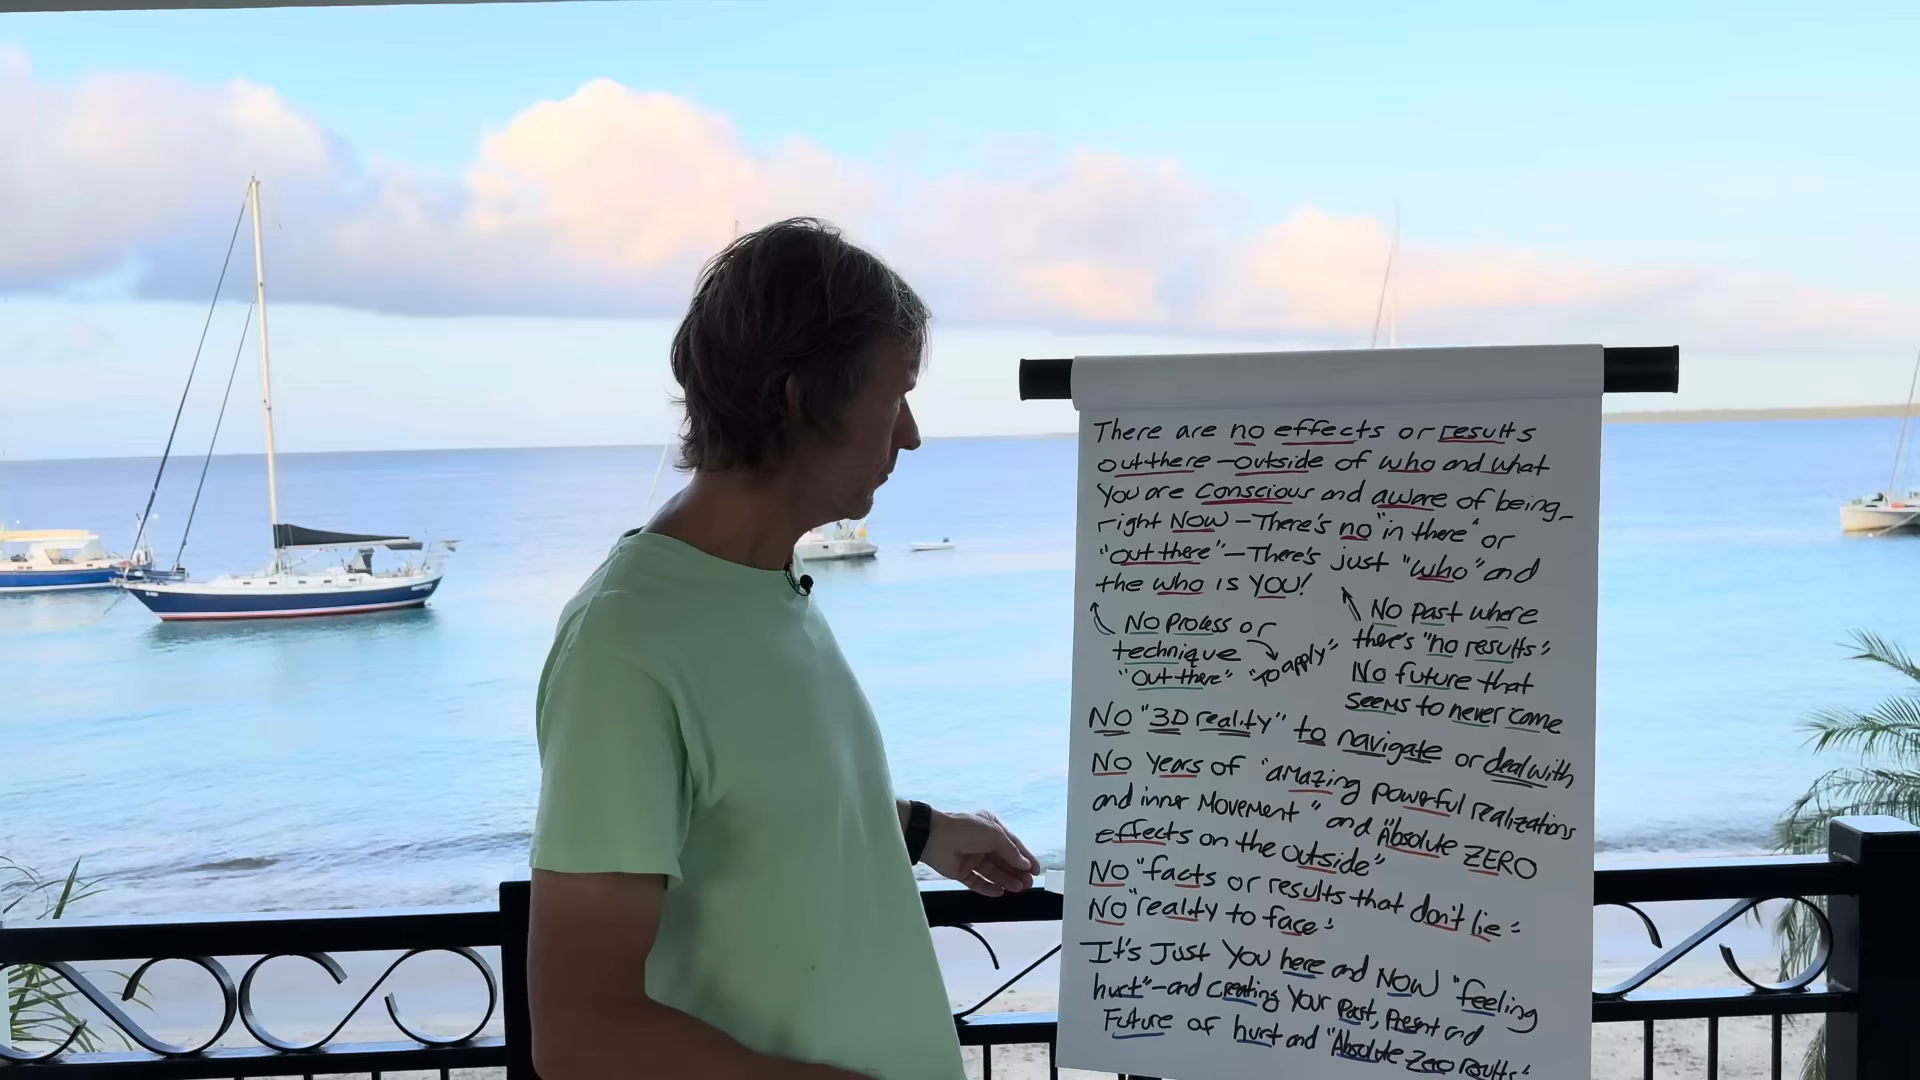 There are no effects or results
out there - outside of who and what
You are conscious and aware of being -
right NOW - There's no "in there" or
"out there" - There's just "who" and
the who is YOU!
No Process or
technique
"Out there" "To apply"
No past where
there's "no results"
No future that
seems to never come
NO "3D reality" to navigate or deal with
No Years of "amazing powerful realizations
and inner Movement" and "Absolute ZERO
effects on the outside"
NO "facts or results that don't lie"
NO "reality to face"
It's Just You here and NOW "feeling
hurt" - and creating Your Past, Present and
Future of hurt and "Absolute Zero results"